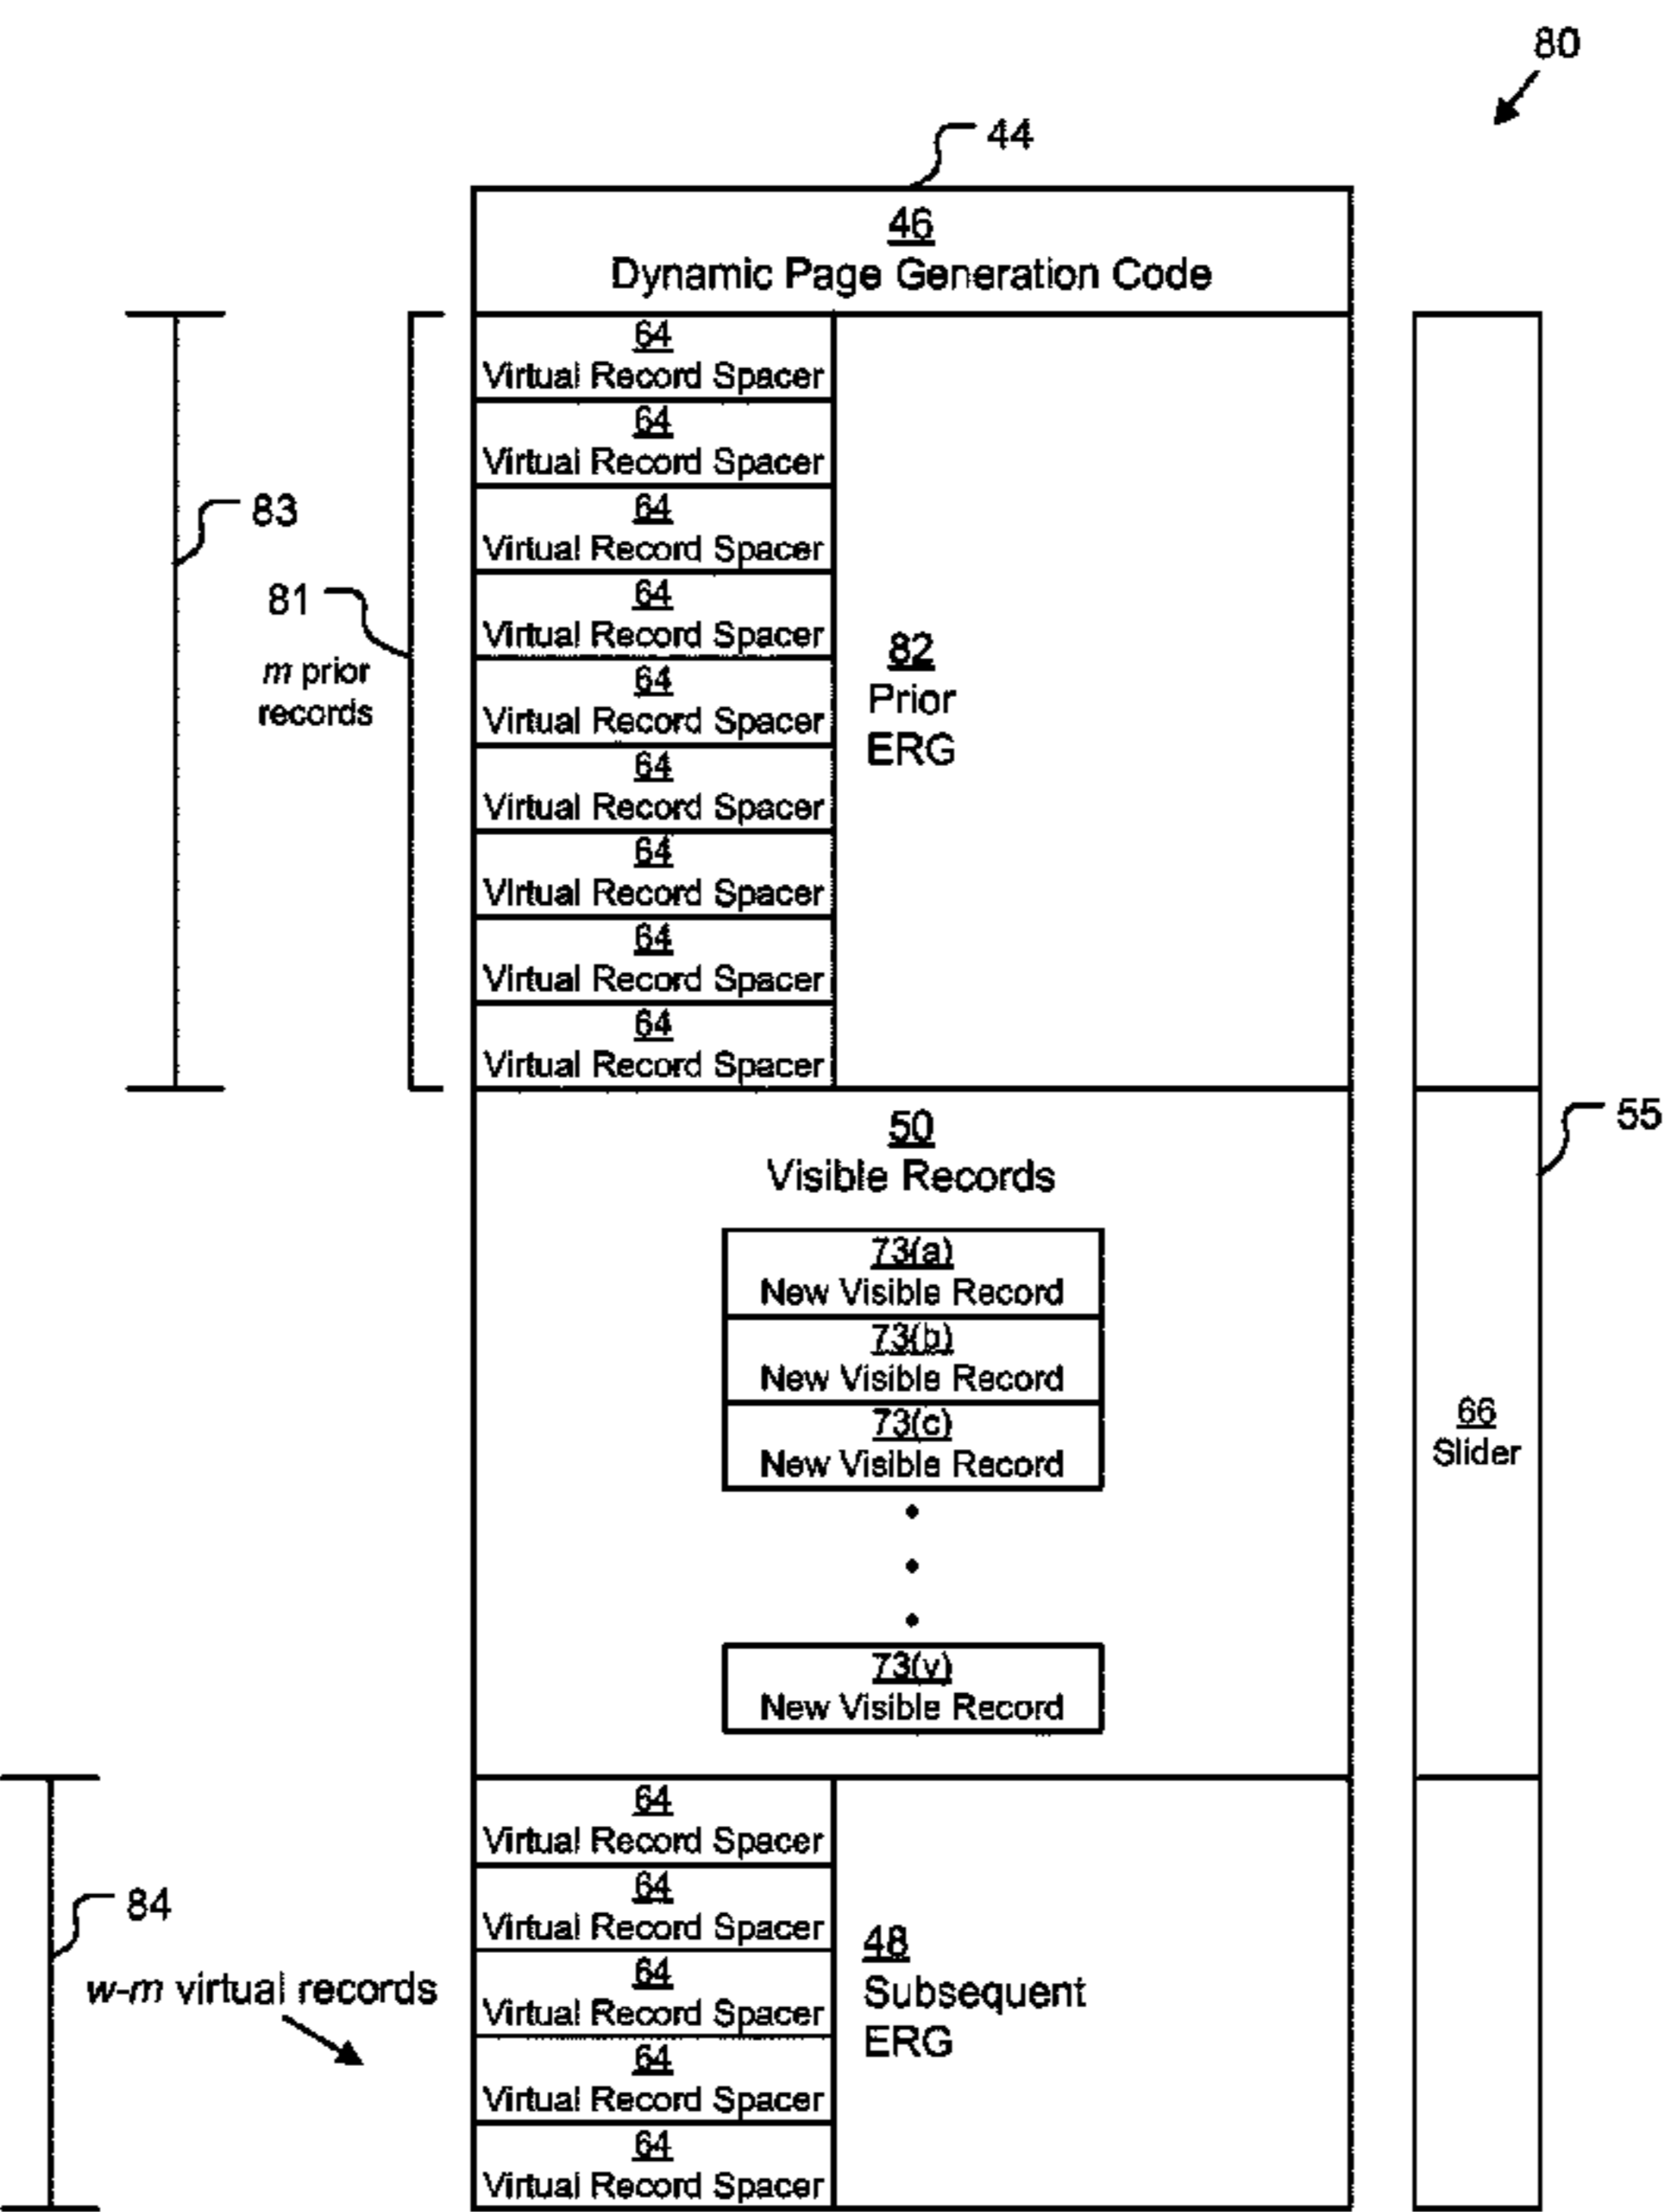 80
44
46
Dynamic Page Generation Code
64
Virtual Record Spacer
64
Virtual Record Spacer
64
Virtual Record Spacer
64
Virtual Record Spacer
64
Virtual Record Spacer
64
Virtual Record Spacer
64
Virtual Record Spacer
64
Virtual Record Spacer
64
Virtual Record Spacer
83
81
m prior
records
82
Prior
ERG
50
Visible Records
73(a)
New Visible Record
73(b)
New Visible Record
73(c)
New Visible Record
73(v)
New Visible Record
55
66
Slider
64
Virtual Record Spacer
64
Virtual Record Spacer
64
Virtual Record Spacer
64
Virtual Record Spacer
64
Virtual Record Spacer
84
w-m virtual records
48
Subsequent
ERG